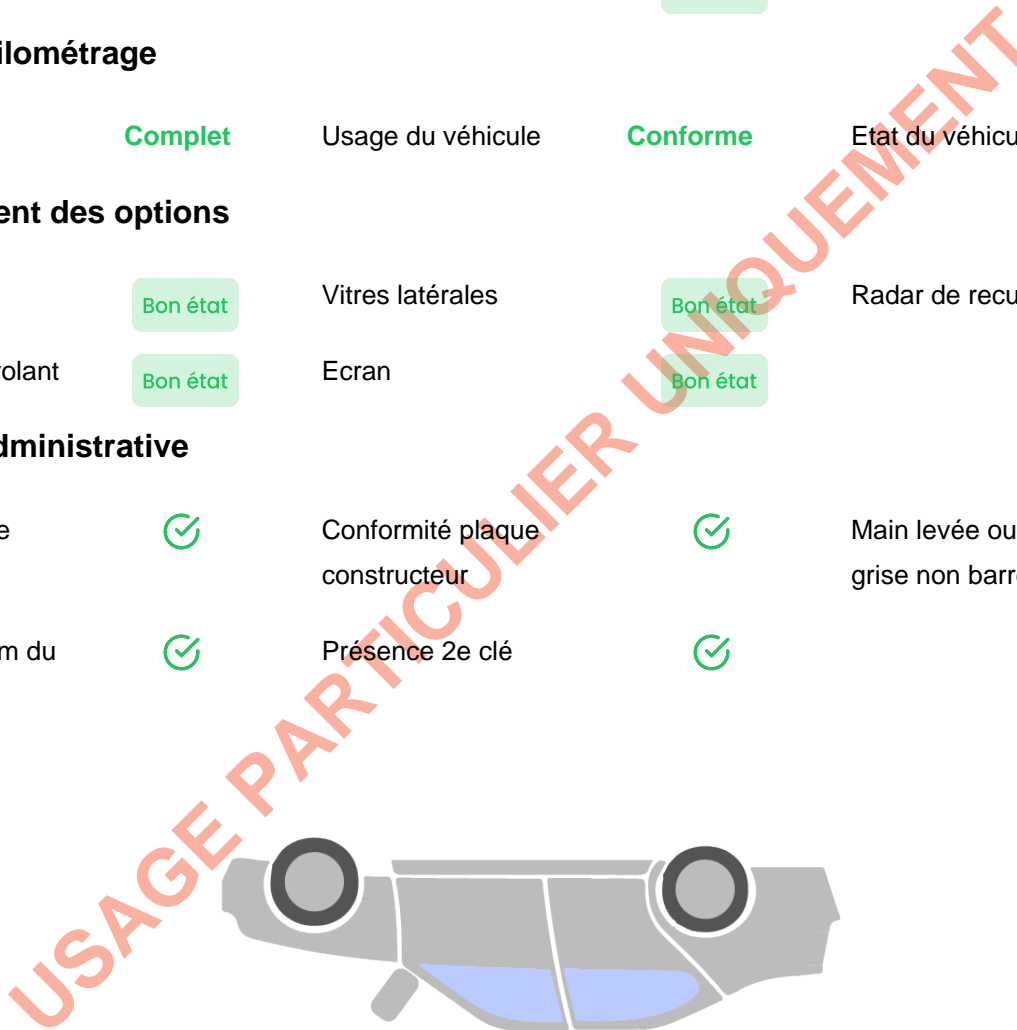 ilométrage
Complet Usage du véhicule Conforme Etat du véhicu
ent des options
Bon état Vitres latérales Bon état Radar de recu
olant Bon état Ecran Bon état
dministrative
e Conformité plaque Main levée ou
constructeur grise non barr
m du Présence 2e clé
USAGE PARTICULIER UNIQUEMENT